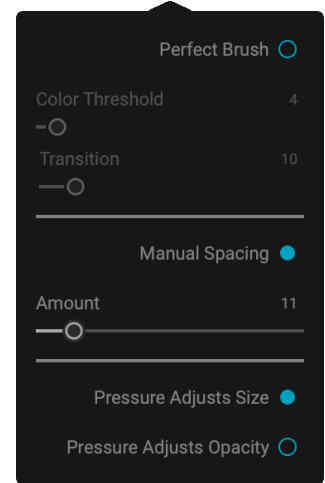 Perfect Brush
Color Threshold 4
Transition 10
Manual Spacing
Amount 11
Pressure Adjusts Size
Pressure Adjusts Opacity